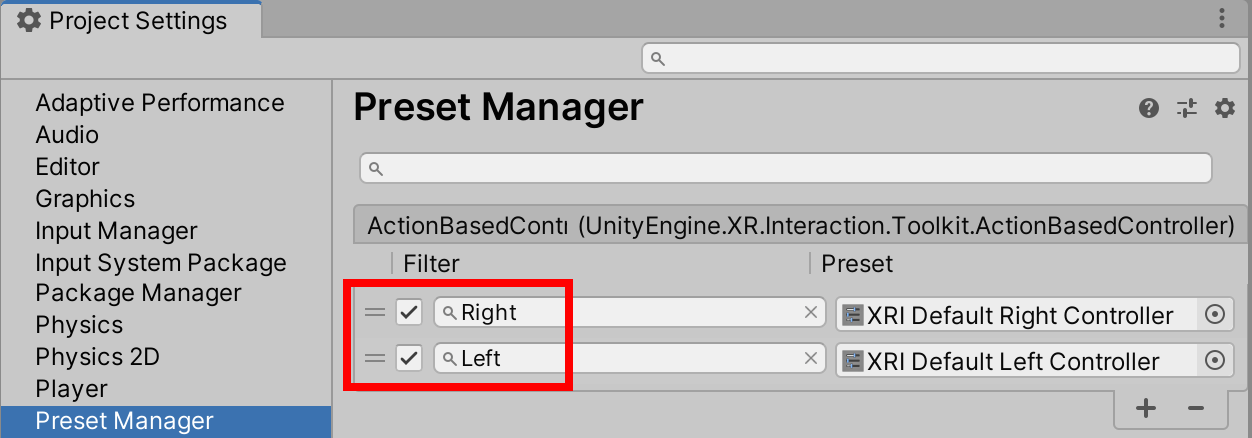 Project Settings
Adaptive Performance
Audio
Editor
Graphics
Input Manager
Input System Package
Package Manager
Physics
Physics 2D
Player
Preset Manager
Preset Manager
ActionBasedContr (UnityEngine.XR.Interaction.Toolkit.ActionBasedController)
Filter Preset
Right XRI Default Right Controller
Left XRI Default Left Controller